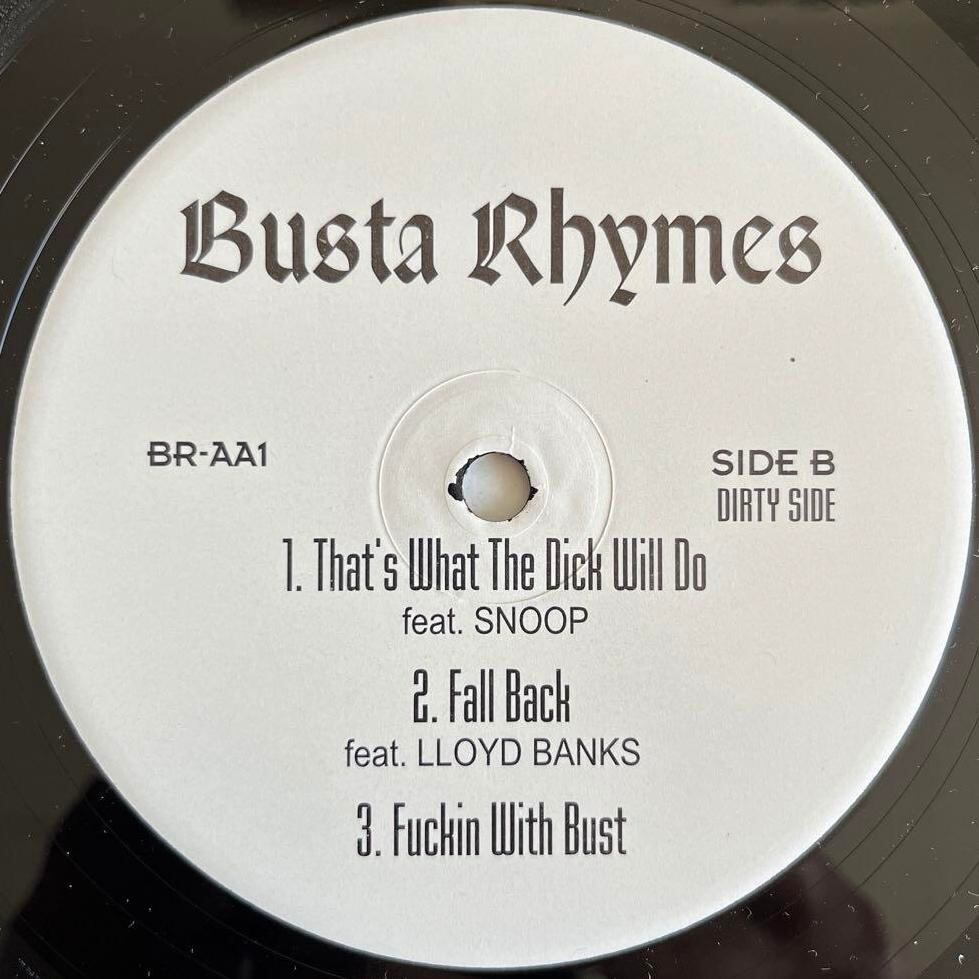 Busta Rhymes
BR-AA1
SIDE B
DIRTY SIDE
1. That's What The Dick Will Do
feat. SNOOP
2. Fall Back
feat. LLOYD BANKS
3. Fuckin With Bust